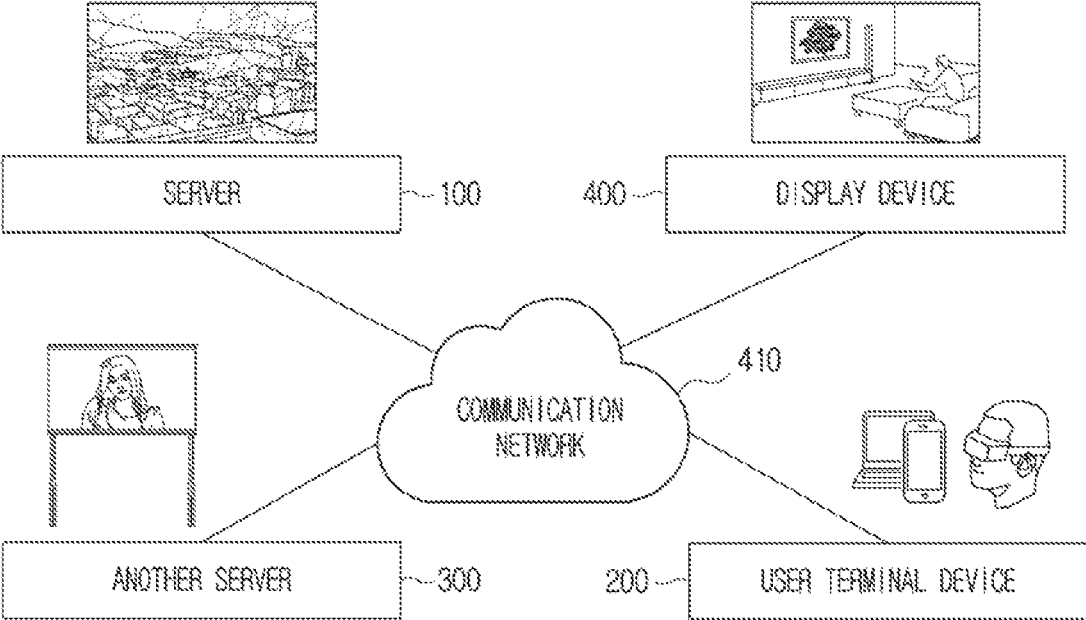 SERVER
100
400
DISPLAY DEVICE
410
COMMUNICATION
NETWORK
ANOTHER SERVER
300
200
USER TERMINAL DEVICE